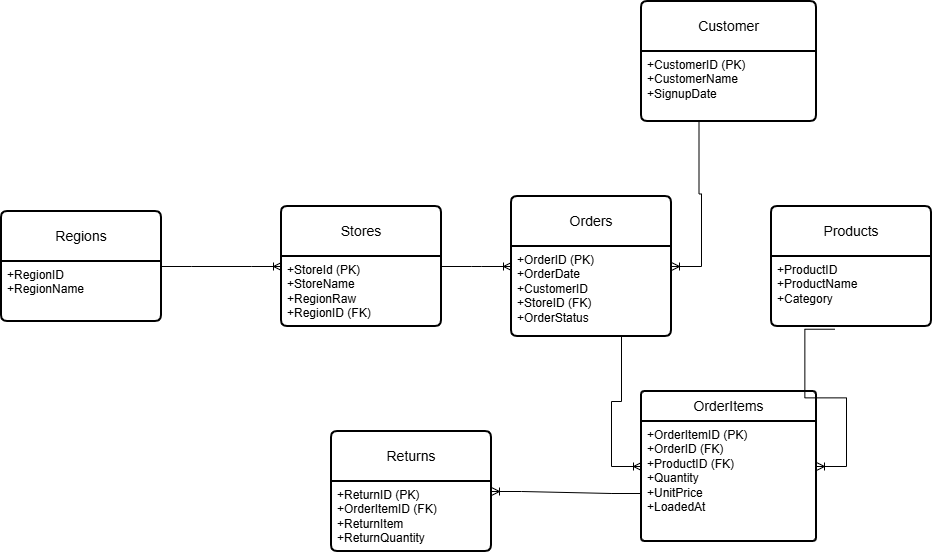 Customer
+CustomerID (PK)
+CustomerName
+SignupDate
Regions
+RegionID
+RegionName
Stores
+StoreId (PK)
+StoreName
+RegionRaw
+RegionID (FK)
Orders
+OrderID (PK)
+OrderDate
+CustomerID
+StoreID (FK)
+OrderStatus
Products
+ProductID
+ProductName
+Category
Returns
+ReturnID (PK)
+OrderItemID (FK)
+ReturnItem
+ReturnQuantity
OrderItems
+OrderItemID (PK)
+OrderID (FK)
+ProductID (FK)
+Quantity
+UnitPrice
+LoadedAt